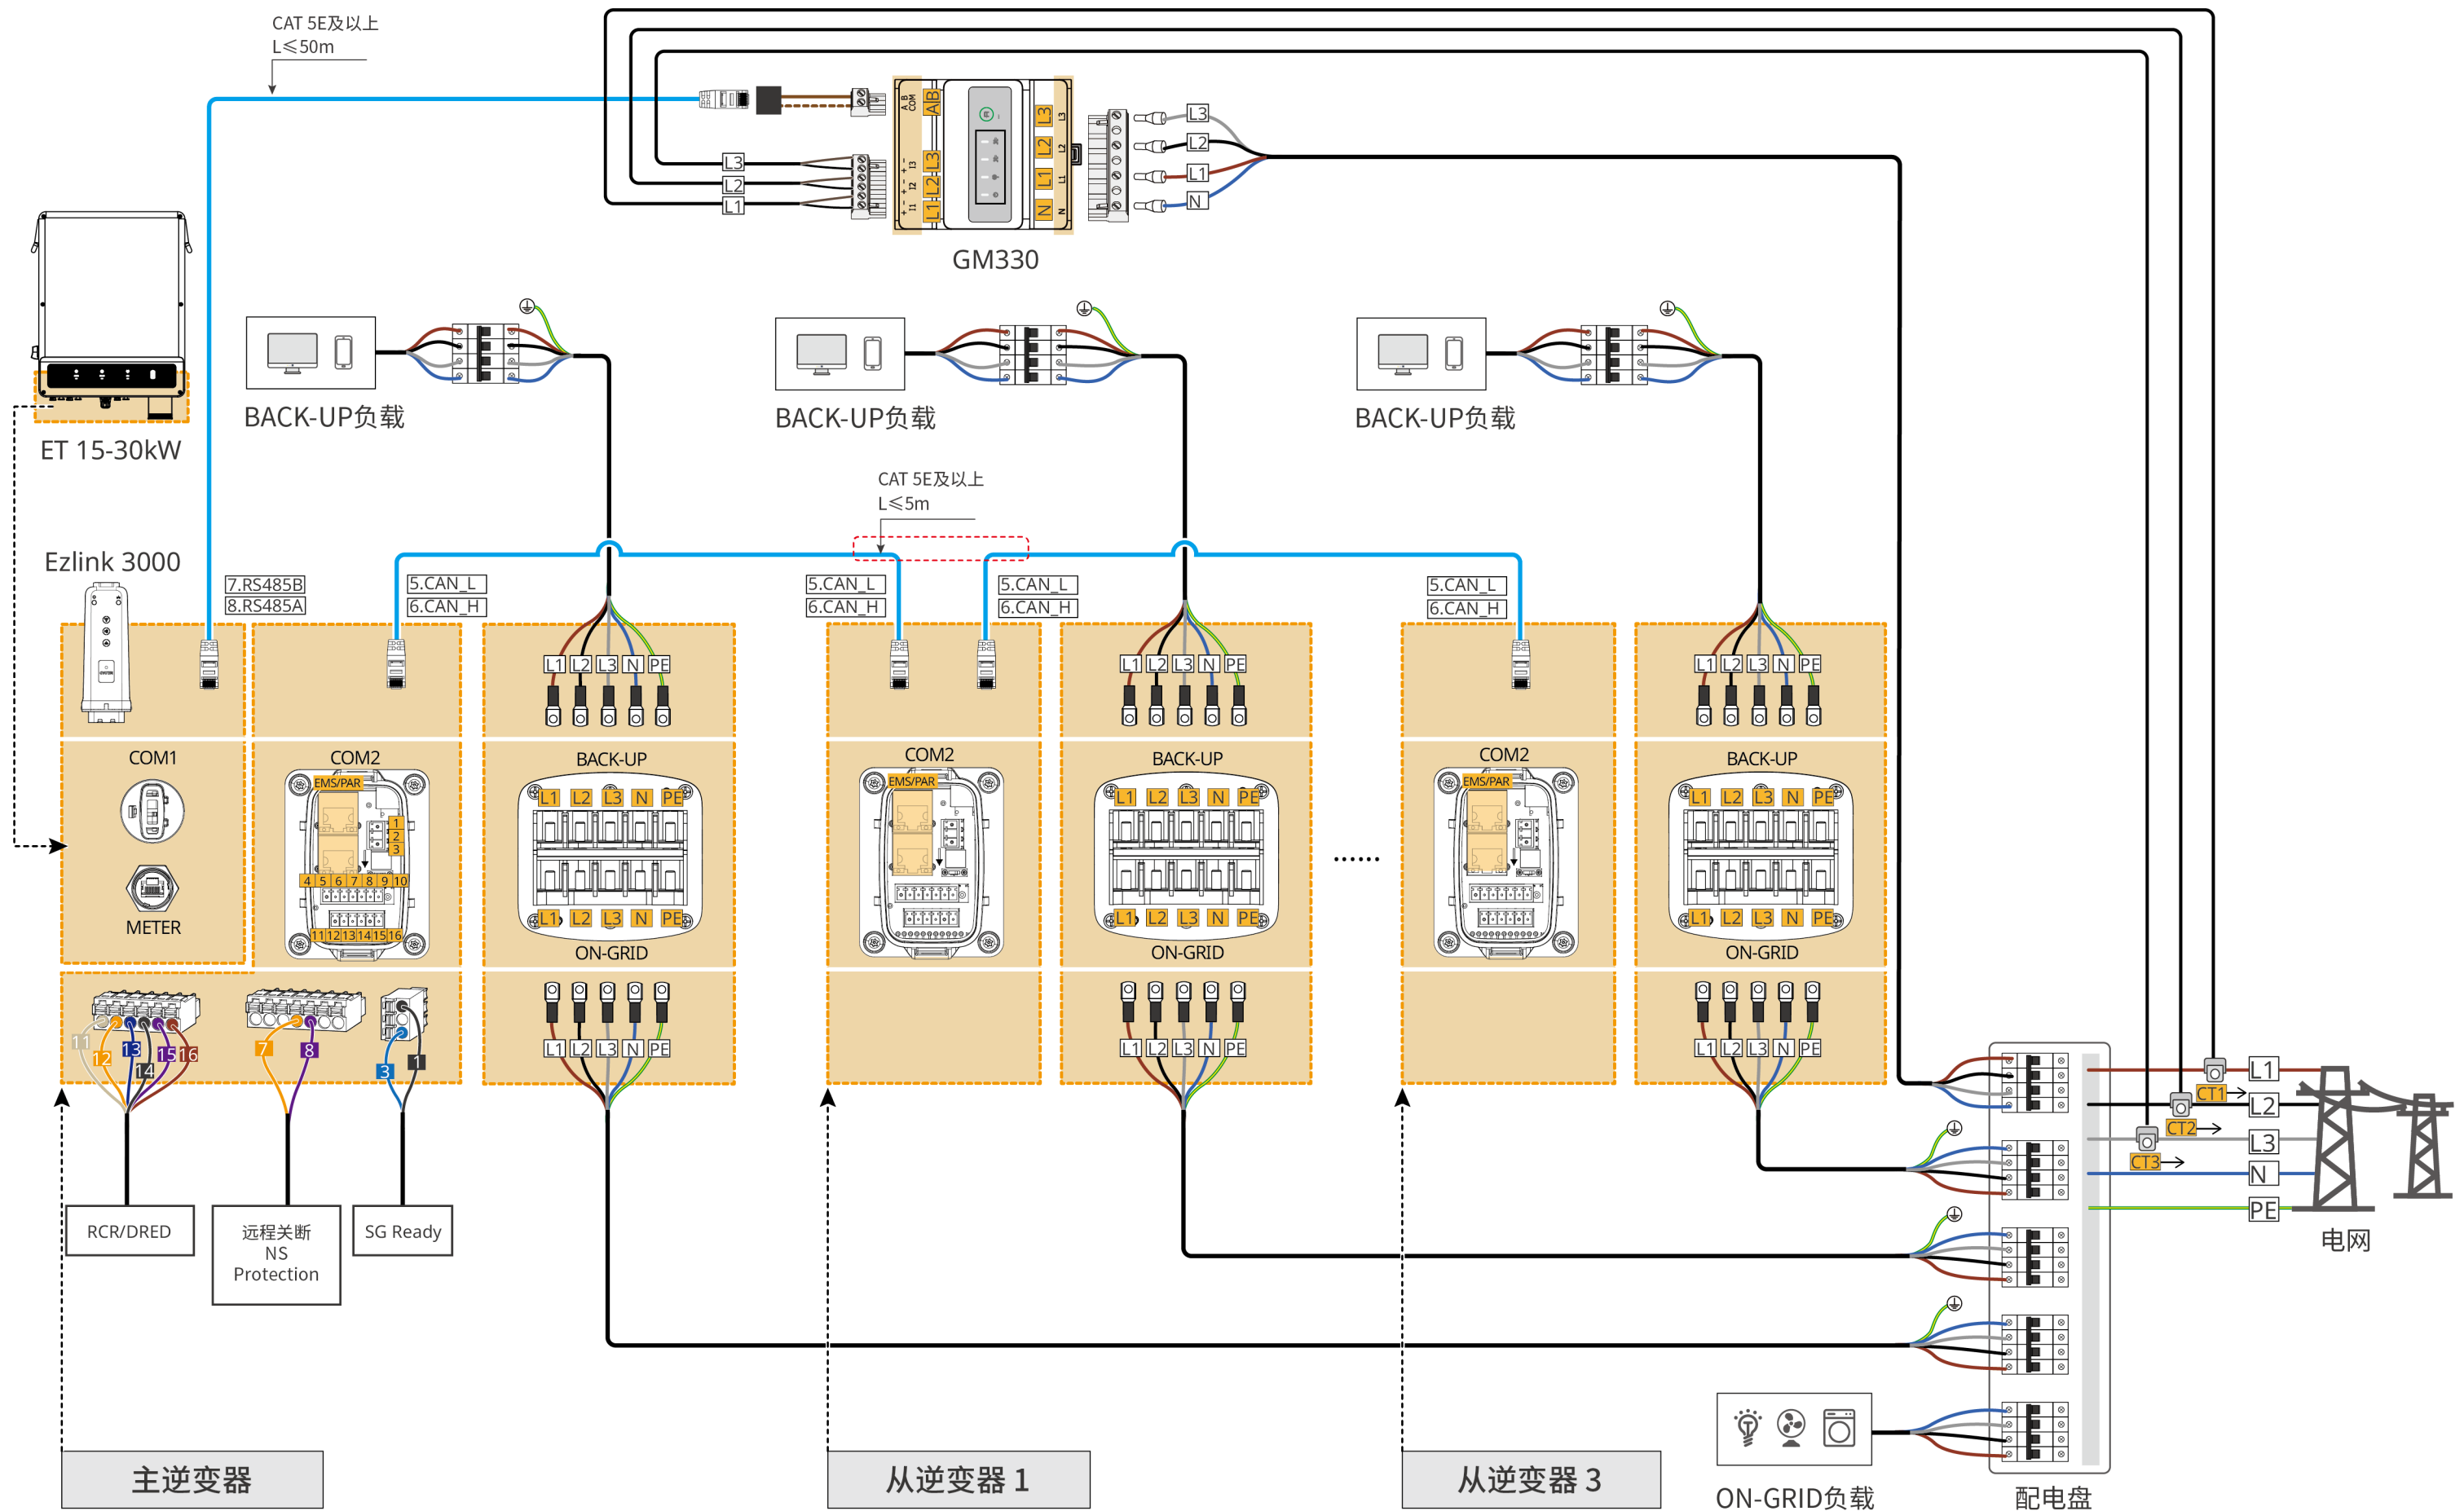 CAT 5E及以上
L≤50m
A B
COM
A B
L3
L2
L1
L3
L2
L1
+ - + - + -
I1 I2 I3
L3
L2
L1
N
L3
L2
L1
N
L3
L2
L1
N
GM330
ET 15-30kW
BACK-UP负载
BACK-UP负载
BACK-UP负载
CAT 5E及以上
L≤5m
Ezlink 3000
7.RS485B
8.RS485A
5.CAN_L
6.CAN_H
5.CAN_L
6.CAN_H
5.CAN_L
6.CAN_H
5.CAN_L
6.CAN_H
L1 L2 L3 N PE
L1 L2 L3 N PE
L1 L2 L3 N PE
COM1
METER
COM2
EMS/PAR
1
2
3
4 5 6 7 8 9 10
11 12 13 14 15 16
BACK-UP
L1 L2 L3 N PE
L1 L2 L3 N PE
ON-GRID
COM2
EMS/PAR
BACK-UP
L1 L2 L3 N PE
L1 L2 L3 N PE
ON-GRID
······
COM2
EMS/PAR
BACK-UP
L1 L2 L3 N PE
L1 L2 L3 N PE
ON-GRID
11
12
13
14
15
16
7
8
3
1
L1 L2 L3 N PE
L1 L2 L3 N PE
L1 L2 L3 N PE
RCR/DRED
远程关断
NS
Protection
SG Ready
CT1
CT2
CT3
L1
L2
L3
N
PE
电网
主逆变器
从逆变器 1
从逆变器 3
ON-GRID负载
配电盘